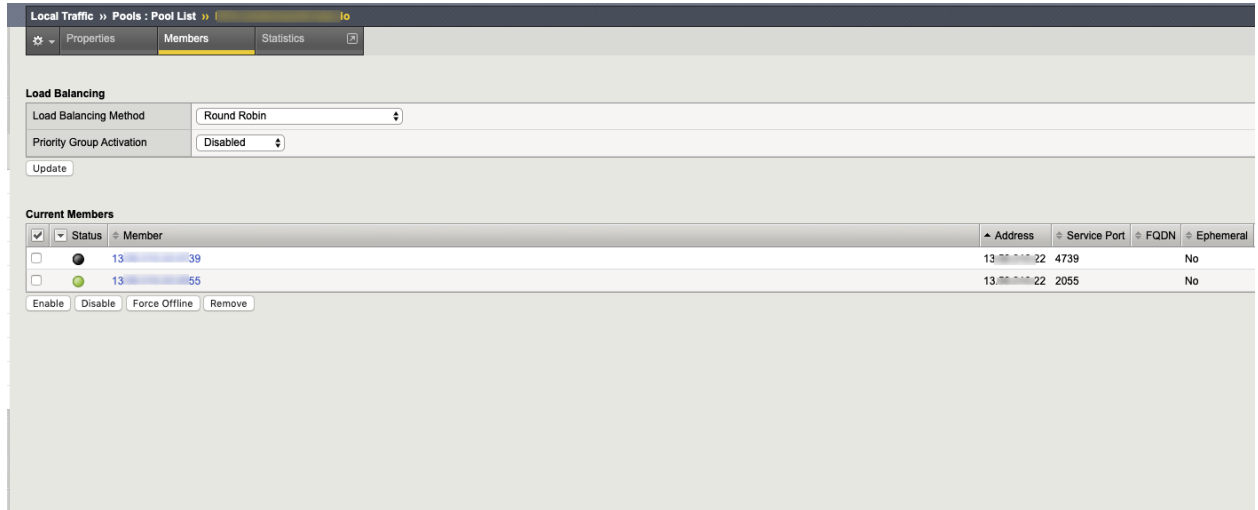 Local Traffic ›› Pools : Pool List ››
Properties Members Statistics
Load Balancing
Load Balancing Method Round Robin
Priority Group Activation Disabled
Update
Current Members
Status Member Address Service Port FQDN Ephemeral
13 39 13 22 4739 No
13 55 13. 22 2055 No
Enable Disable Force Offline Remove